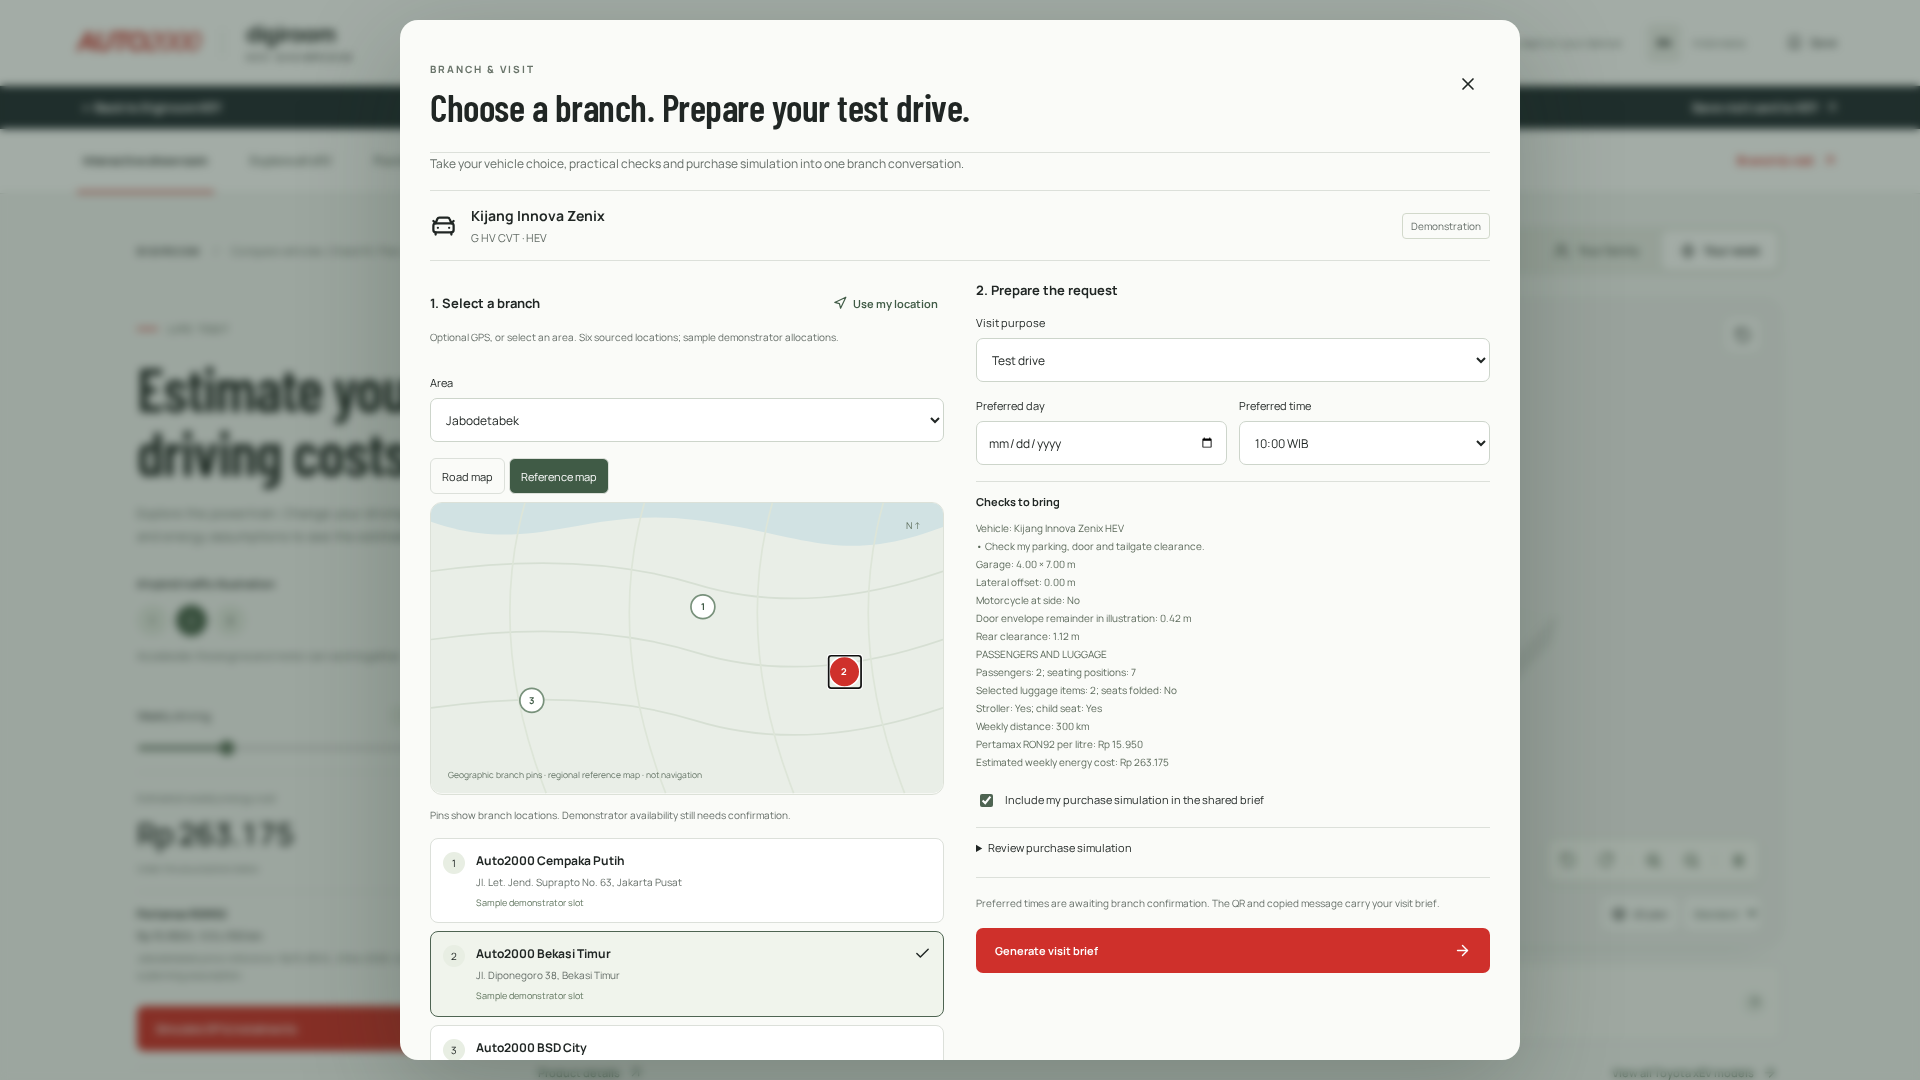 AUTO2000
digiroom
BRANCH & VISIT
Choose a branch. Prepare your test drive.
Take your vehicle choice, practical checks and purchase simulation into one branch conversation.
Kijang Innova Zenix
G HV CVT · HEV
Demonstration
1. Select a branch
Use my location
Optional GPS, or select an area. Six sourced locations; sample demonstrator allocations.
Area
Jabodetabek
Road map
Reference map
N ↑
1
2
3
Geographic branch pins · regional reference map · not navigation
Pins show branch locations. Demonstrator availability still needs confirmation.
1
Auto2000 Cempaka Putih
Jl. Let. Jend. Suprapto No. 63, Jakarta Pusat
Sample demonstrator slot
2
Auto2000 Bekasi Timur
Jl. Diponegoro 38, Bekasi Timur
Sample demonstrator slot
3
Auto2000 BSD City
2. Prepare the request
Visit purpose
Test drive
Preferred day
Preferred time
mm/dd/yyyy
10:00 WIB
Checks to bring
Vehicle: Kijang Innova Zenix HEV
• Check my parking, door and tailgate clearance.
Garage: 4.00 × 7.00 m
Lateral offset: 0.00 m
Motorcycle at side: No
Door envelope remainder in illustration: 0.42 m
Rear clearance: 1.12 m
PASSENGERS AND LUGGAGE
Passengers: 2; seating positions: 7
Selected luggage items: 2; seats folded: No
Stroller: Yes; child seat: Yes
Weekly distance: 300 km
Pertamax RON92 per litre: Rp 15.950
Estimated weekly energy cost: Rp 263.175
Include my purchase simulation in the shared brief
Review purchase simulation
Preferred times are awaiting branch confirmation. The QR and copied message carry your visit brief.
Generate visit brief
Estimate you
driving costs
Rp 263.175